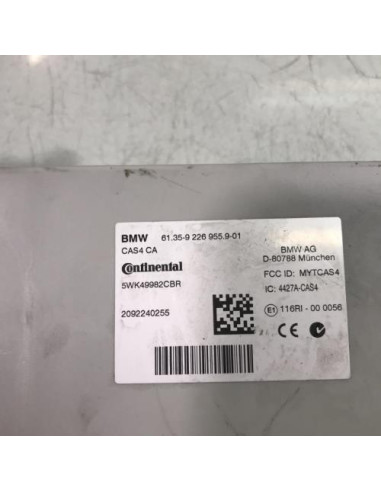 BMW 61.35-9 226 955.9-01
CAS4 CA
BMW AG
D-80788 München
Continental
FCC ID: MYTCAS4
5WK49982CBR
IC: 4427A-CAS4
E1 116RI - 00 0056
2092240255